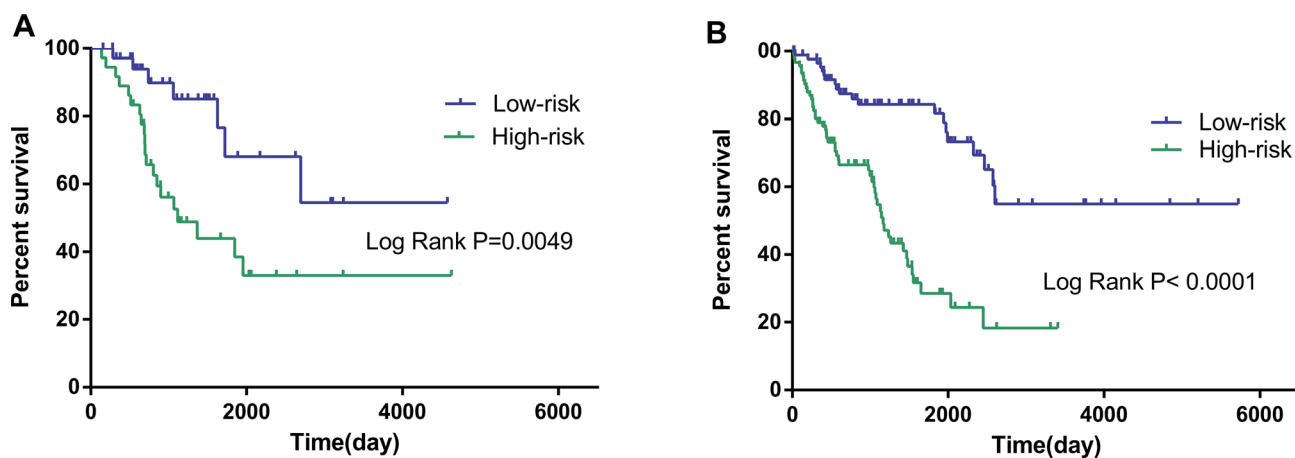 A
100
80
60
40
20
0
Percent survival
Low-risk
High-risk
Log Rank P=0.0049
0 2000 4000 6000
Time(day)
B
00
80
60
40
20
0
Percent survival
Low-risk
High-risk
Log Rank P< 0.0001
0 2000 4000 6000
Time(day)